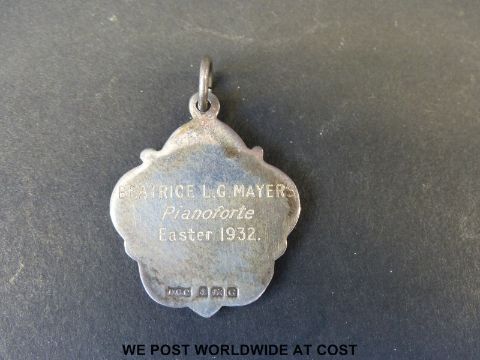 BEATRICE L.G. MAYERS
Pianoforte
Easter 1932.
WE POST WORLDWIDE AT COST